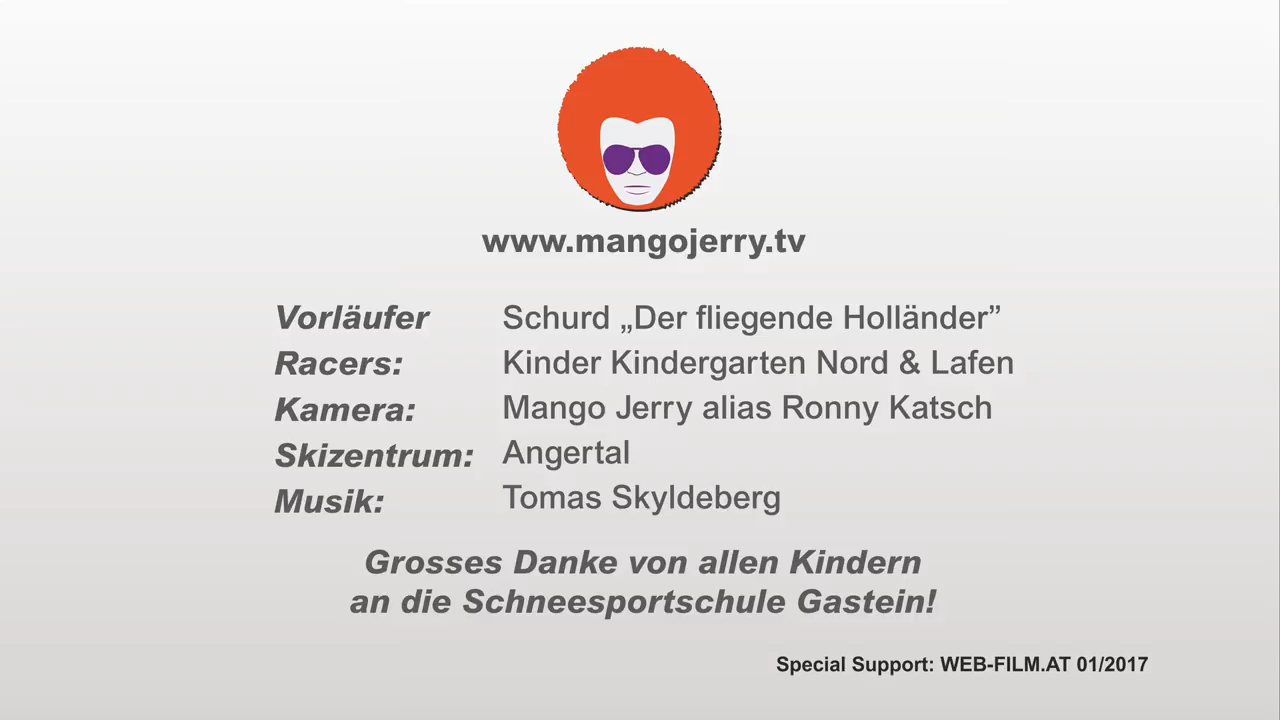 www.mangojerry.tv
Vorläufer Schurd „Der fliegende Holländer”
Racers: Kinder Kindergarten Nord & Lafen
Kamera: Mango Jerry alias Ronny Katsch
Skizentrum: Angertal
Musik: Tomas Skyldeberg
Grosses Danke von allen Kindern
an die Schneesportschule Gastein!
Special Support: WEB-FILM.AT 01/2017